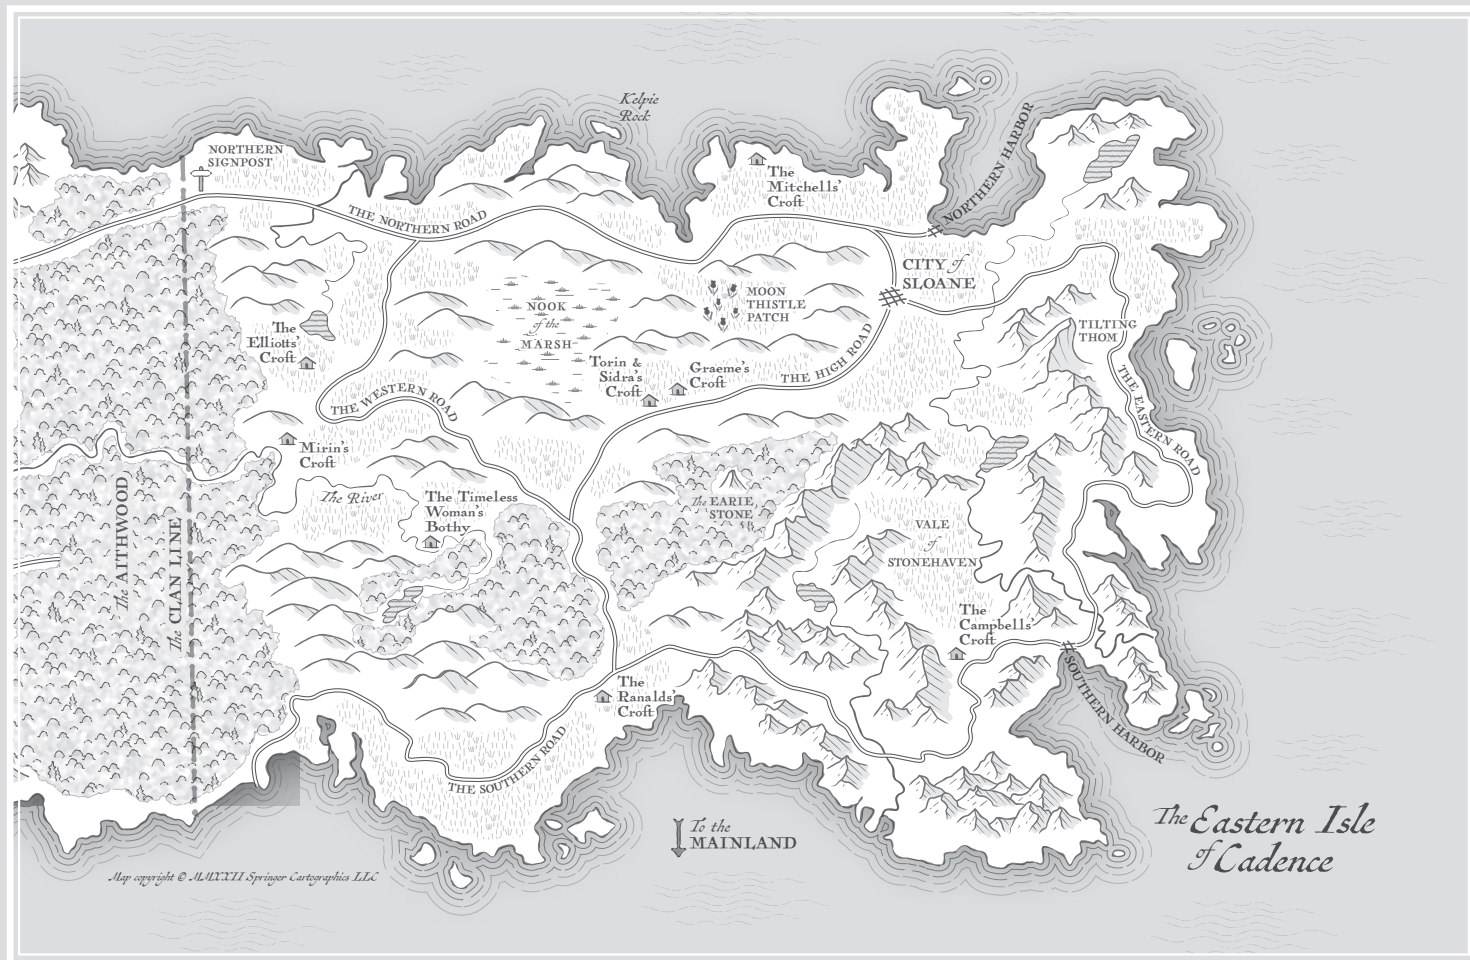 Kelpie
Rock
NORTHERN
SIGNPOST
NORTHERN HARBOR
The
Mitchells'
Croft
THE NORTHERN ROAD
CITY of
SLOANE
MOON
THISTLE
PATCH
NOOK
of the
MARSH
The
Elliotts'
Croft
TILTING
THOM
THE HIGH ROAD
Torin &
Sidra's
Croft
Graeme's
Croft
THE WESTERN ROAD
THE EASTERN ROAD
Mirin's
Croft
The River
The Timeless
Woman's
Bothy
The EARIE
STONE
The AITHWOOD
The CLAN LINE
VALE
of
STONEHAVEN
The
Campbells'
Croft
The
Ranalds'
Croft
SOUTHERN HARBOR
THE SOUTHERN ROAD
To the
MAINLAND
The Eastern Isle
of Cadence
Map copyright © MMXXII Springer Cartographics LLC